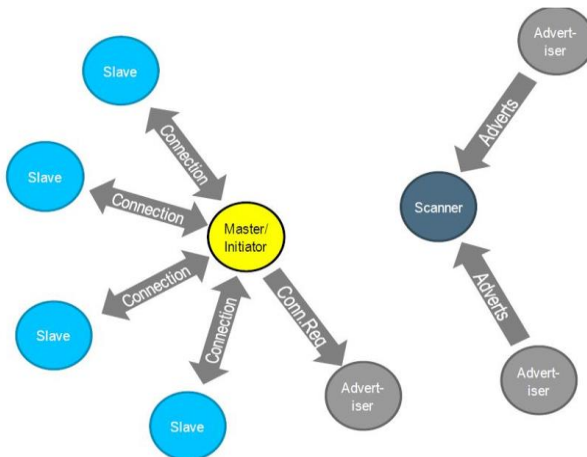 Advert-
iser
Slave
Connection
Adverts
Slave
Connection
Scanner
Master/
Initiator
Connection
Connection
Conn.Req
Adverts
Slave
Advert-
iser
Advert-
iser
Slave